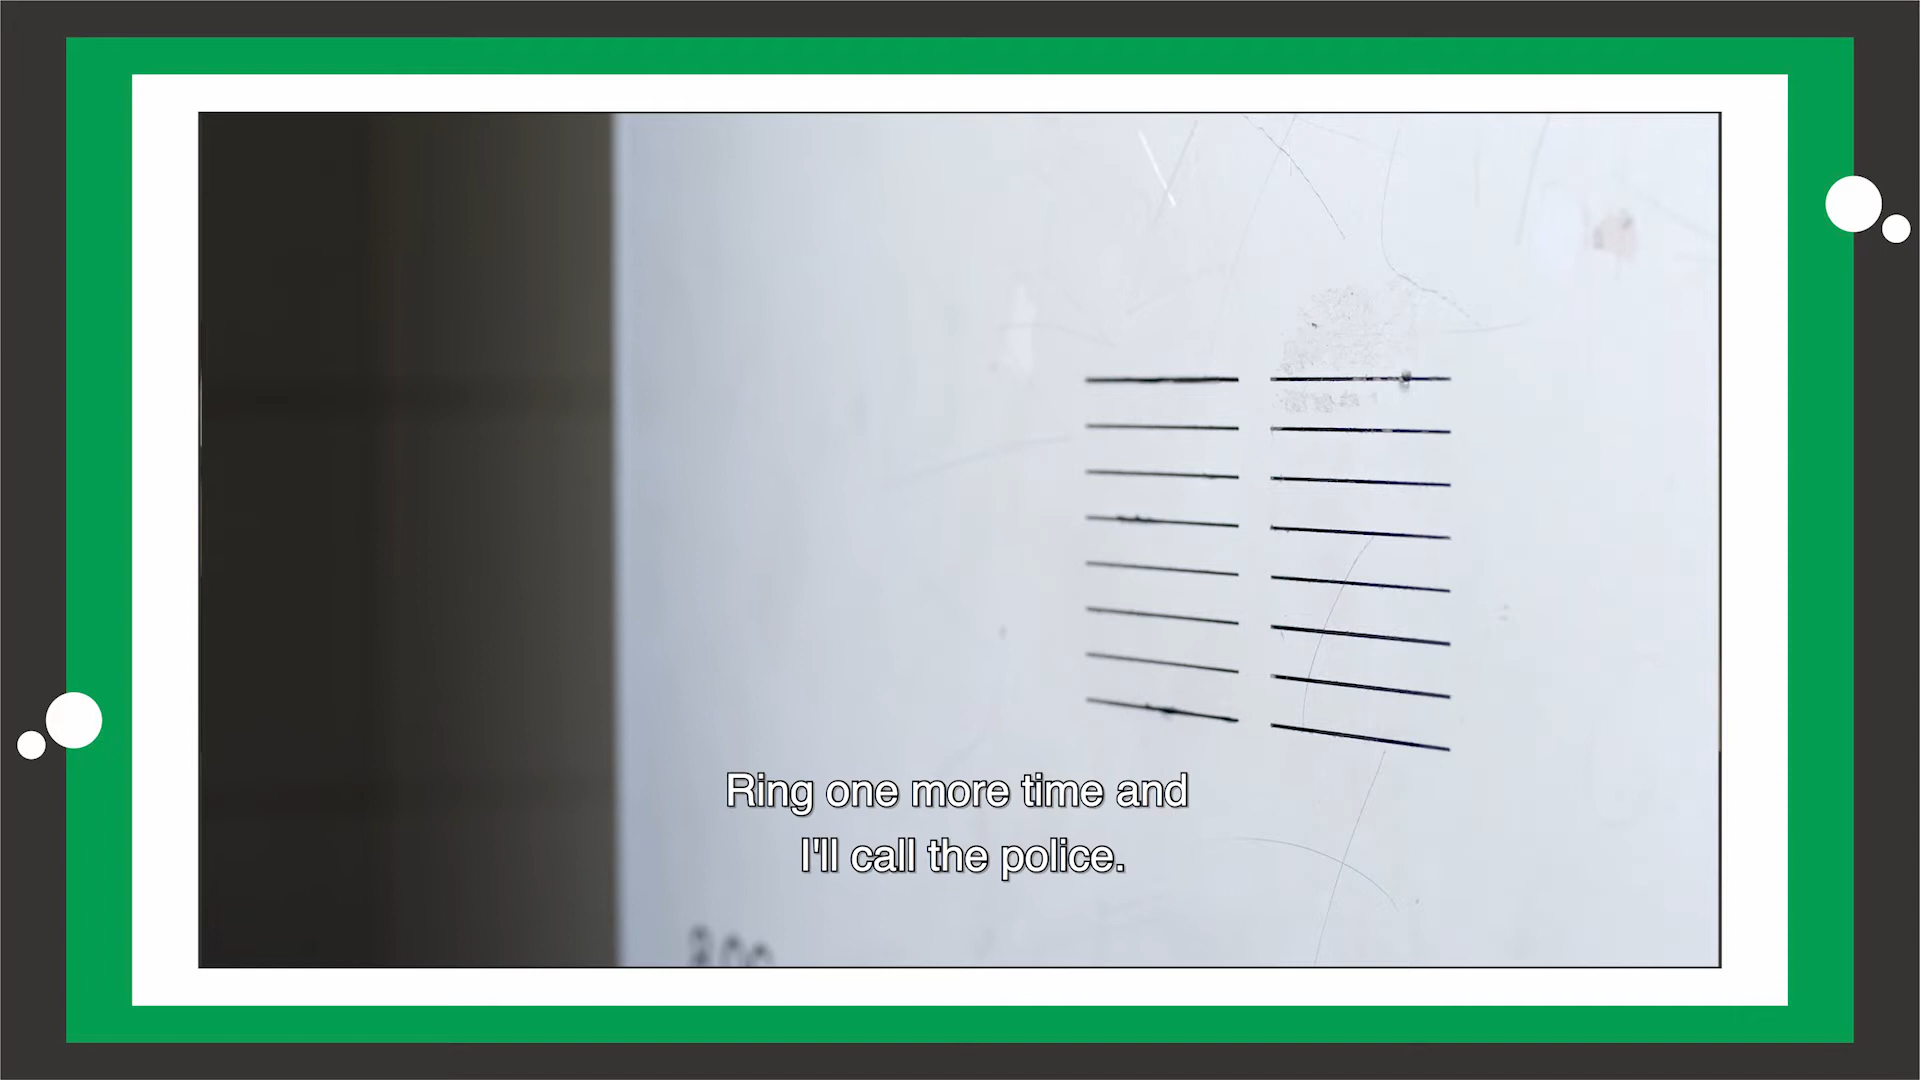 Ring one more time and
I'll call the police.